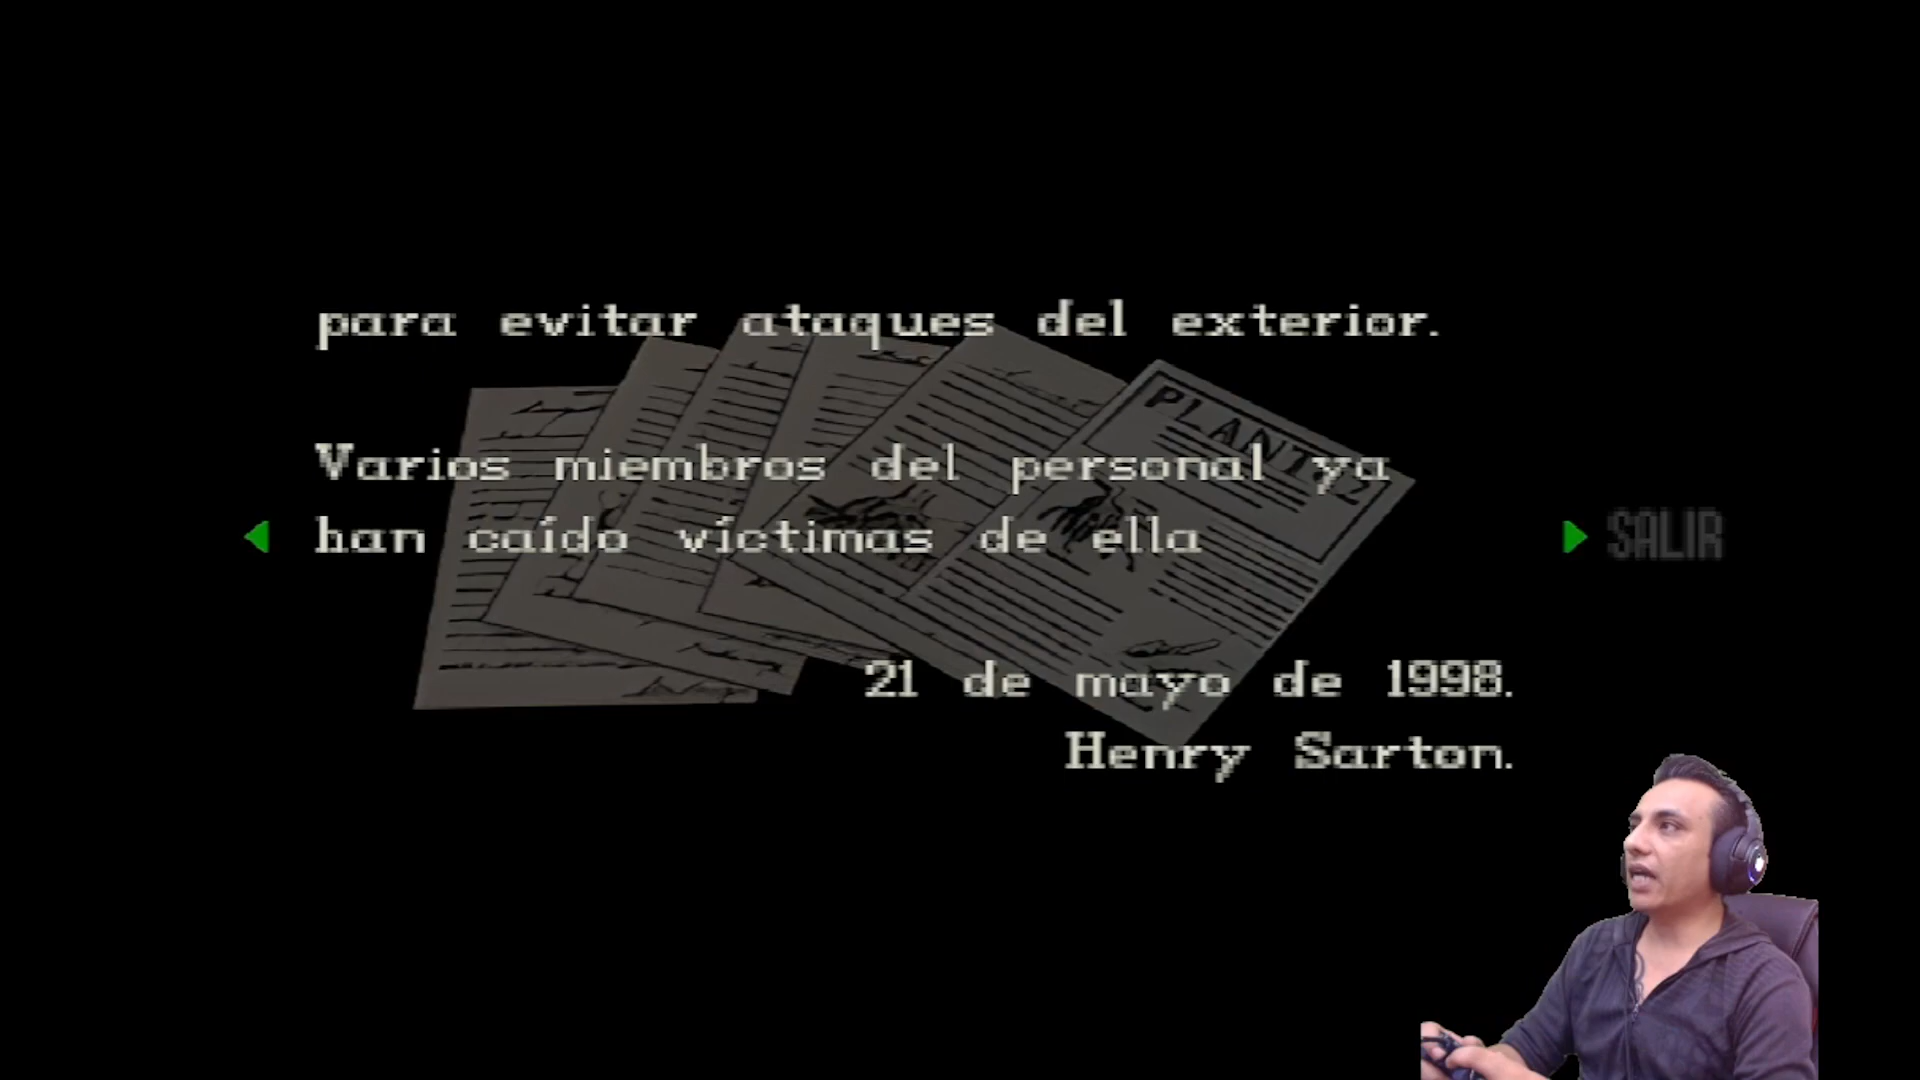 para evitar ataques del exterior.
PLANT42
Varios miembros del personal ya
han caído víctimas de ella
SALIR
21 de mayo de 1998.
Henry Sarton.